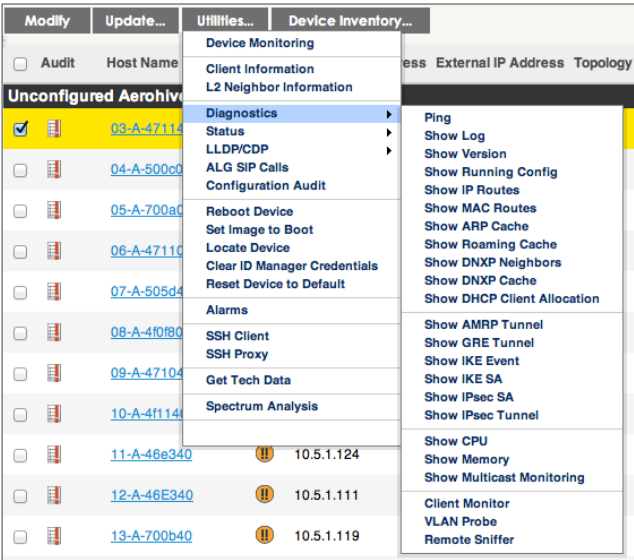 Modify Update... Utilities... Device Inventory...
Audit Host Name ess External IP Address Topology
Unconfigured Aerohive
03-A-47114
04-A-500c0
05-A-700a0
06-A-47110
07-A-505d4
08-A-4f0f80
09-A-47104
10-A-4f1140
11-A-46e340 10.5.1.124
12-A-46E340 10.5.1.111
13-A-700b40 10.5.1.119
Device Monitoring
Client Information
L2 Neighbor Information
Diagnostics
Status
LLDP/CDP
ALG SIP Calls
Configuration Audit
Reboot Device
Set Image to Boot
Locate Device
Clear ID Manager Credentials
Reset Device to Default
Alarms
SSH Client
SSH Proxy
Get Tech Data
Spectrum Analysis
Ping
Show Log
Show Version
Show Running Config
Show IP Routes
Show MAC Routes
Show ARP Cache
Show Roaming Cache
Show DNXP Neighbors
Show DNXP Cache
Show DHCP Client Allocation
Show AMRP Tunnel
Show GRE Tunnel
Show IKE Event
Show IKE SA
Show IPsec SA
Show IPsec Tunnel
Show CPU
Show Memory
Show Multicast Monitoring
Client Monitor
VLAN Probe
Remote Sniffer